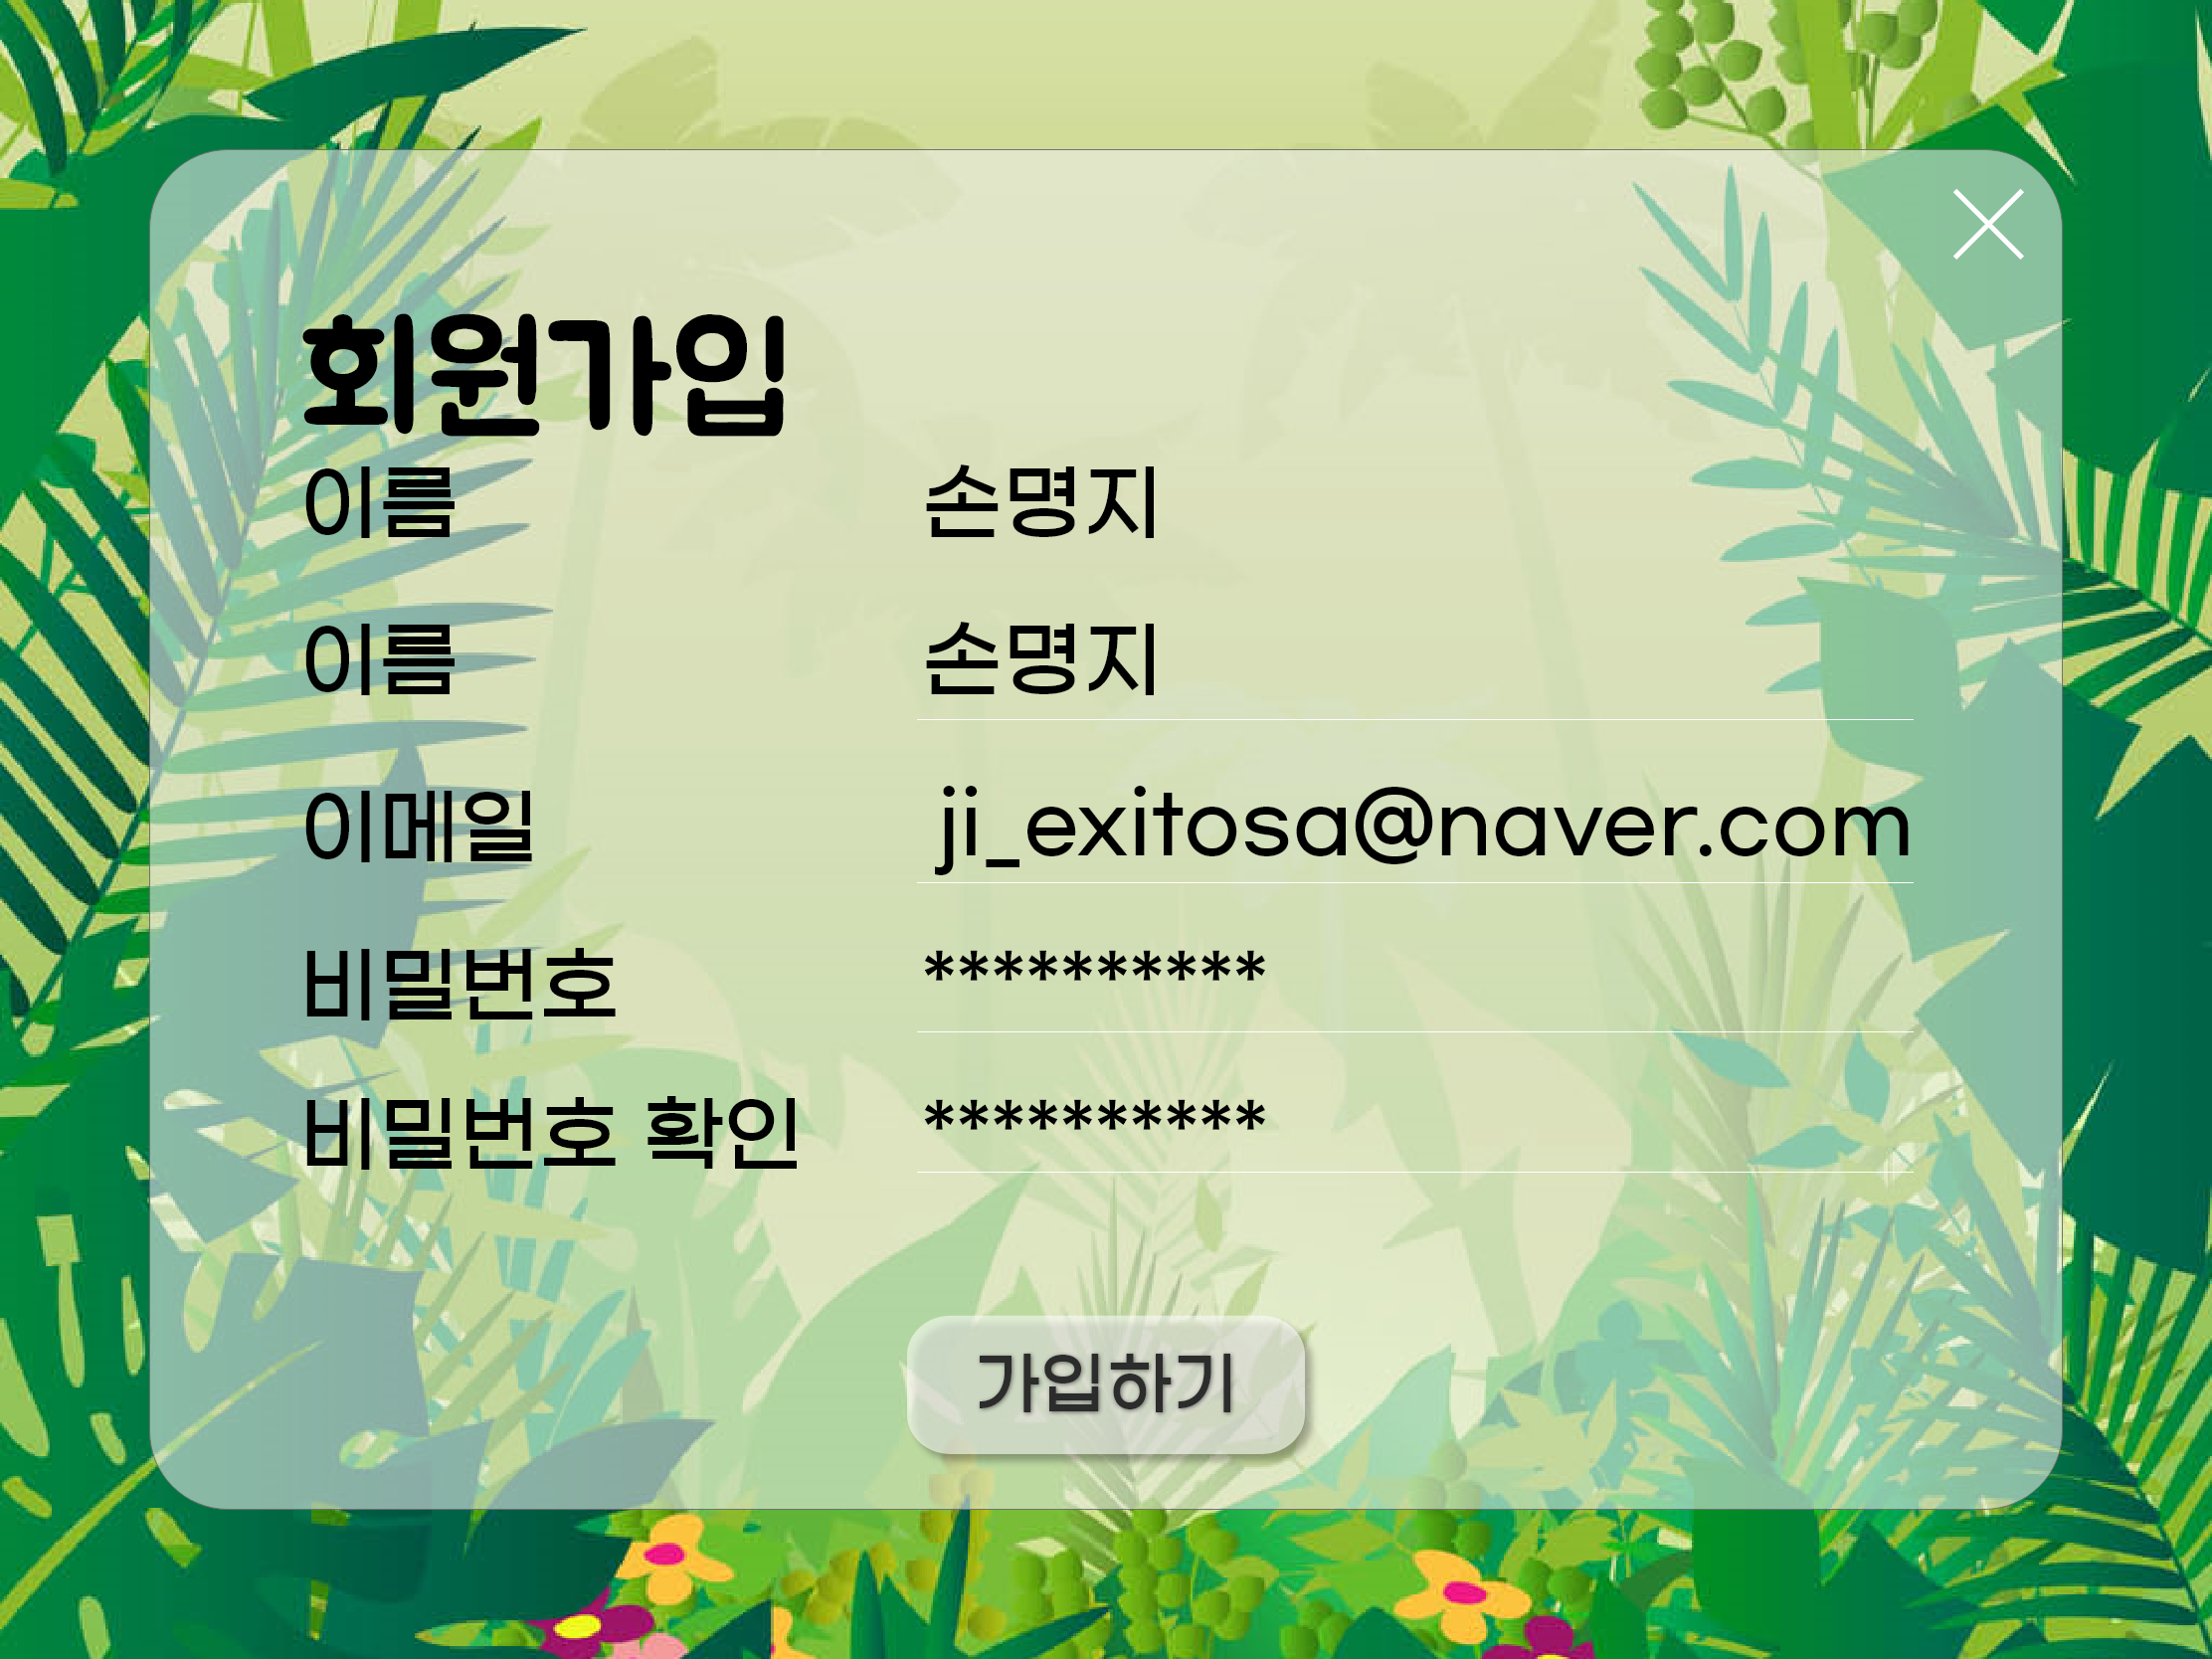 회원가입
이름 손명지
이름 손명지
이메일 ji_exitosa@naver.com
비밀번호 **********
비밀번호 확인 **********
가입하기